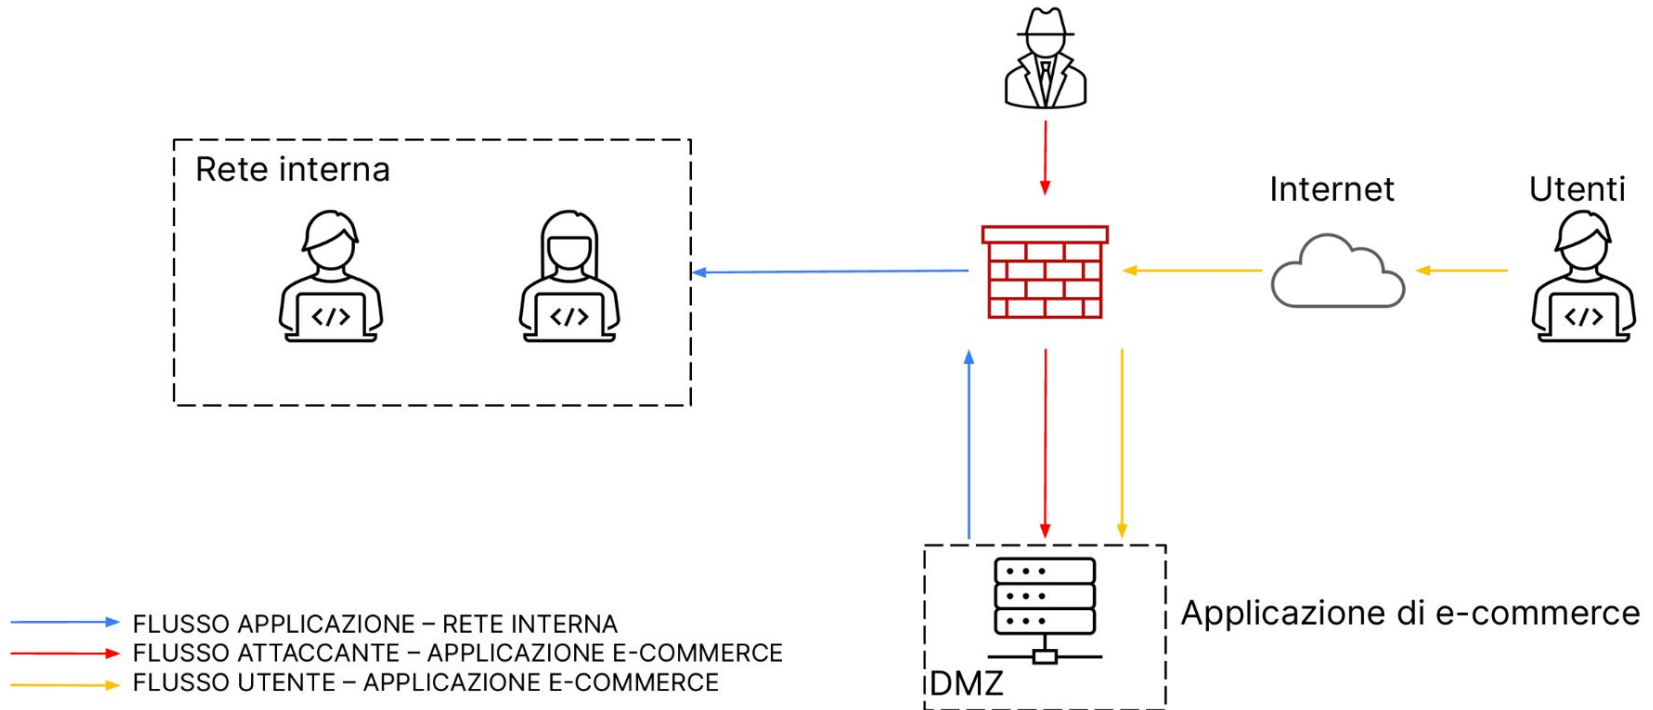 Rete interna
</>
</>
Internet
Utenti
</>
Applicazione di e-commerce
DMZ
FLUSSO APPLICAZIONE – RETE INTERNA
FLUSSO ATTACCANTE – APPLICAZIONE E-COMMERCE
FLUSSO UTENTE – APPLICAZIONE E-COMMERCE